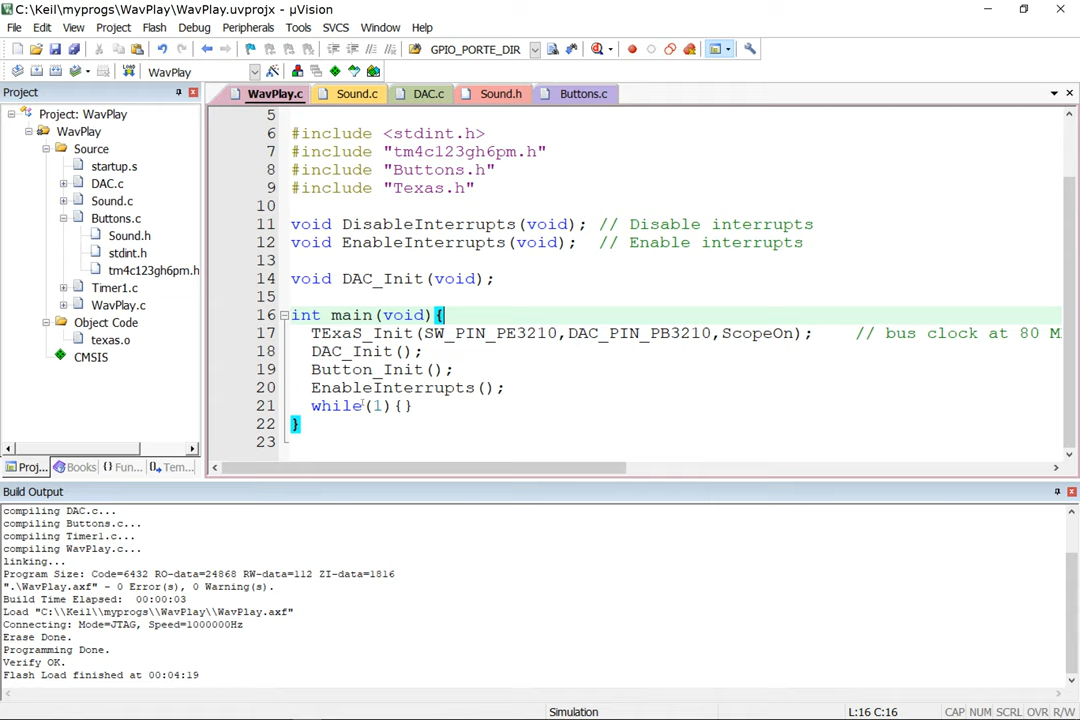 C:\Keil\myprogs\WavPlay\WavPlay.uvprojx - µVision
File Edit View Project Flash Debug Peripherals Tools SVCS Window Help
GPIO_PORTE_DIR
WavPlay
Project
WavPlay.c Sound.c DAC.c Sound.h Buttons.c
Project: WavPlay
WavPlay
Source
startup.s
DAC.c
Sound.c
Buttons.c
Sound.h
stdint.h
tm4c123gh6pm.h
Timer1.c
WavPlay.c
Object Code
texas.o
CMSIS
Proj... Books Fun... Tem...
5
6 #include <stdint.h>
7 #include "tm4c123gh6pm.h"
8 #include "Buttons.h"
9 #include "Texas.h"
10
11 void DisableInterrupts(void); // Disable interrupts
12 void EnableInterrupts(void);  // Enable interrupts
13
14 void DAC_Init(void);
15
16 int main(void){
17 TExaS_Init(SW_PIN_PE3210,DAC_PIN_PB3210,ScopeOn); // bus clock at 80 M
18 DAC_Init();
19 Button_Init();
20 EnableInterrupts();
21 while(1){}
22 }
23
Build Output
compiling DAC.c...
compiling Buttons.c...
compiling Timer1.c...
compiling WavPlay.c...
linking...
Program Size: Code=6432 RO-data=24868 RW-data=112 ZI-data=1816
".\WavPlay.axf" - 0 Error(s), 0 Warning(s).
Build Time Elapsed:  00:00:03
Load "C:\\Keil\\myprogs\\WavPlay\\WavPlay.axf"
Connecting: Mode=JTAG, Speed=1000000Hz
Erase Done.
Programming Done.
Verify OK.
Flash Load finished at 00:04:19
Simulation L:16 C:16 CAP NUM SCRL OVR R/W